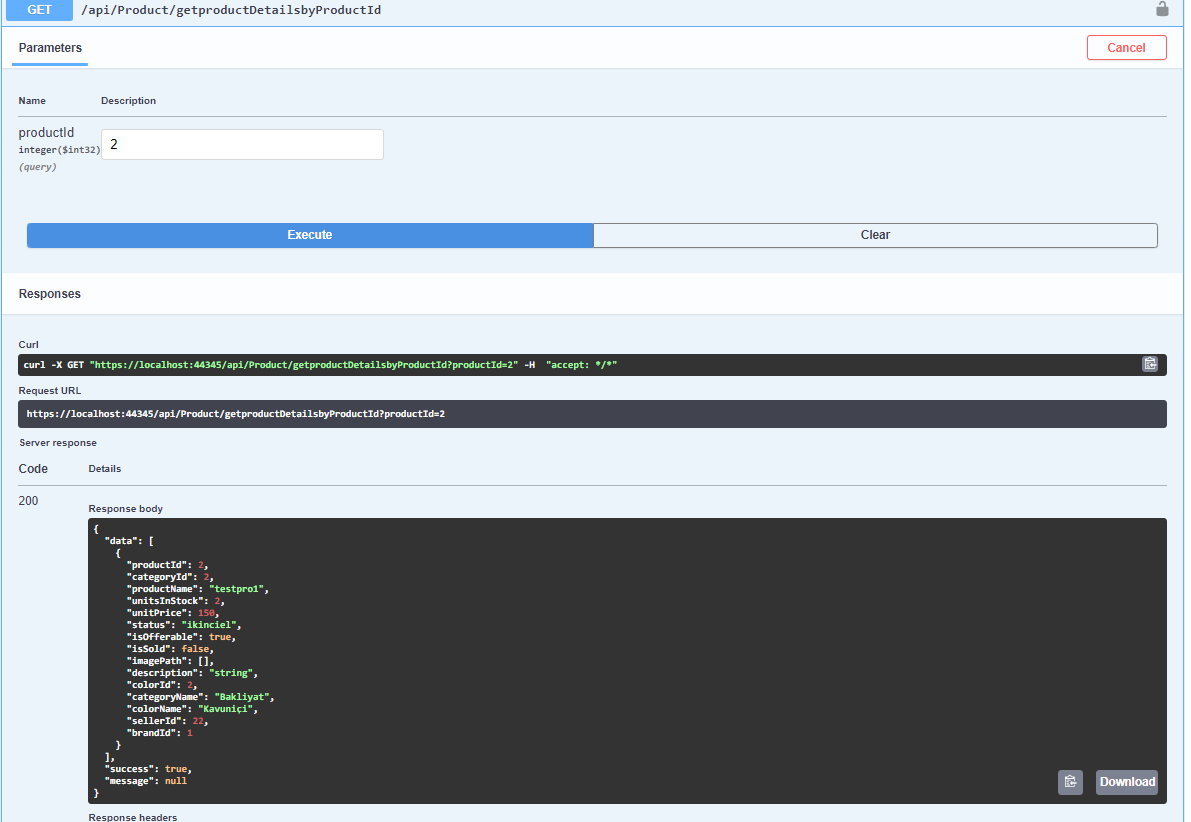 GET /api/Product/getproductDetailsbyProductId
Parameters Cancel
Name Description
productId
integer($int32)
(query)
2
Execute Clear
Responses
Curl
curl -X GET "https://localhost:44345/api/Product/getproductDetailsbyProductId?productId=2" -H  "accept: */*"
Request URL
https://localhost:44345/api/Product/getproductDetailsbyProductId?productId=2
Server response
Code Details
200
Response body
{
  "data": [
    {
      "productId": 2,
      "categoryId": 2,
      "productName": "testpro1",
      "unitsInStock": 2,
      "unitPrice": 150,
      "status": "ikinciel",
      "isOfferable": true,
      "isSold": false,
      "imagePath": [],
      "description": "string",
      "colorId": 2,
      "categoryName": "Bakliyat",
      "colorName": "Kavuniçi",
      "sellerId": 22,
      "brandId": 1
    }
  ],
  "success": true,
  "message": null
}
Download
Response headers